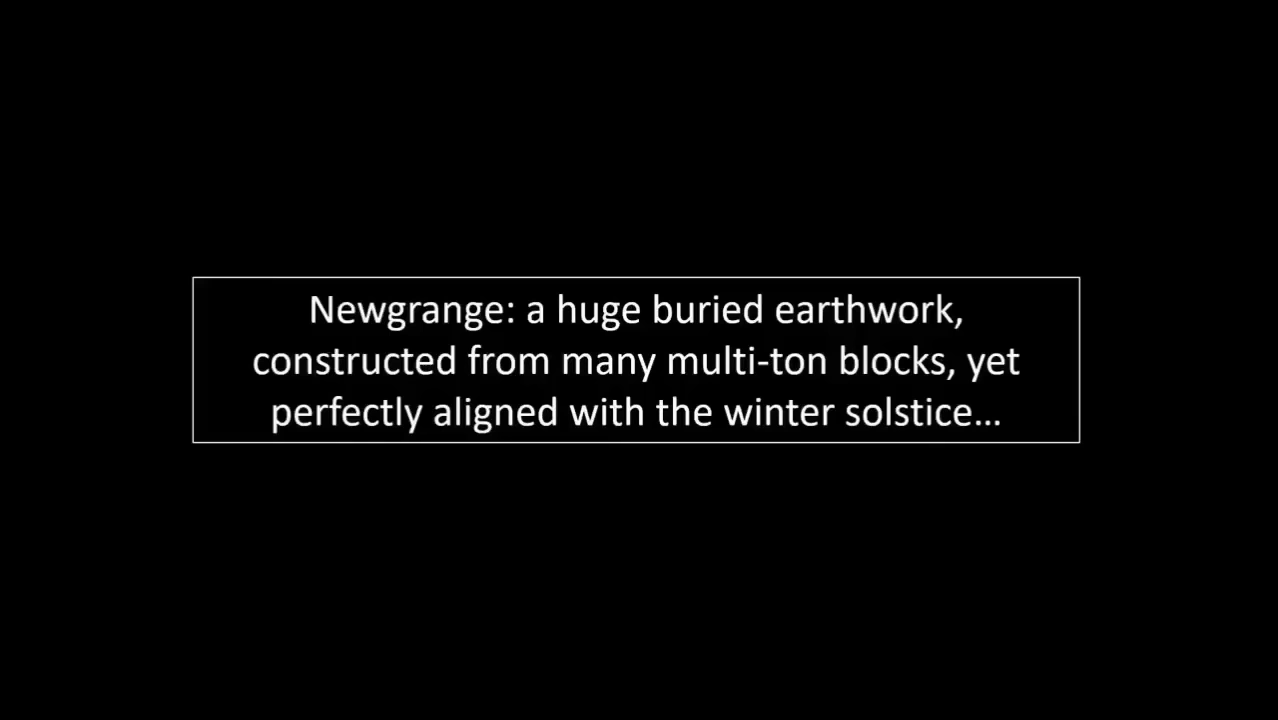 Newgrange: a huge buried earthwork,
constructed from many multi-ton blocks, yet
perfectly aligned with the winter solstice…